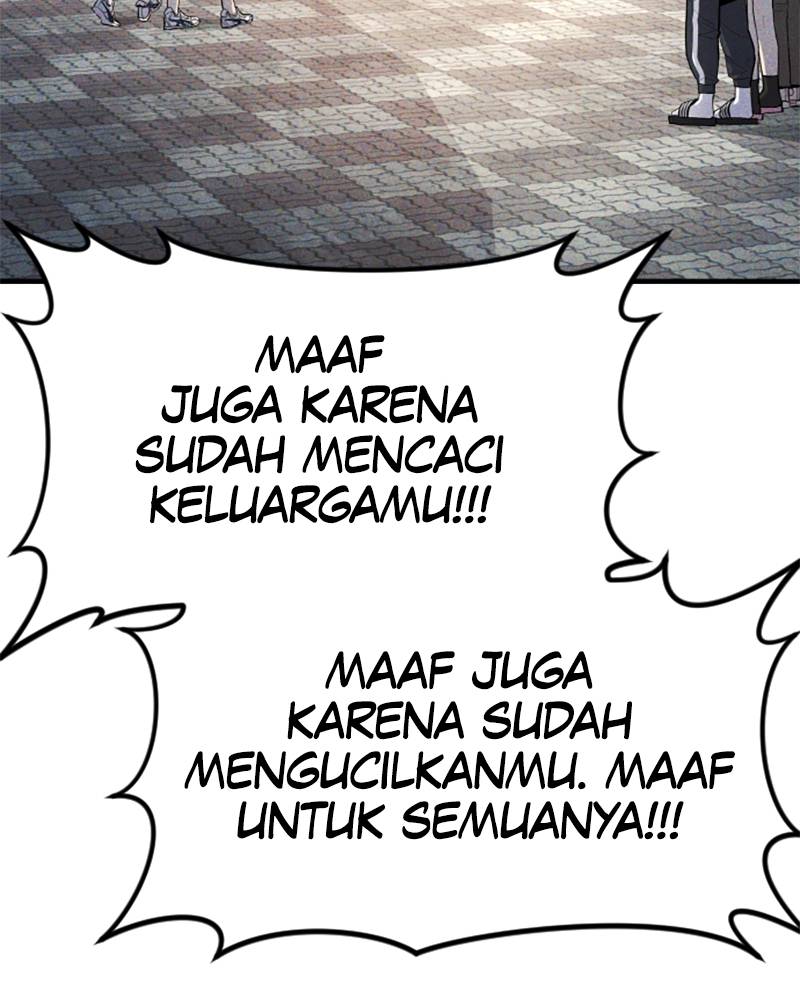 MAAF
JUGA KARENA
SUDAH MENCACI
KELUARGAMU!!!
MAAF JUGA
KARENA SUDAH
MENGUCILKANMU. MAAF
UNTUK SEMUANYA!!!